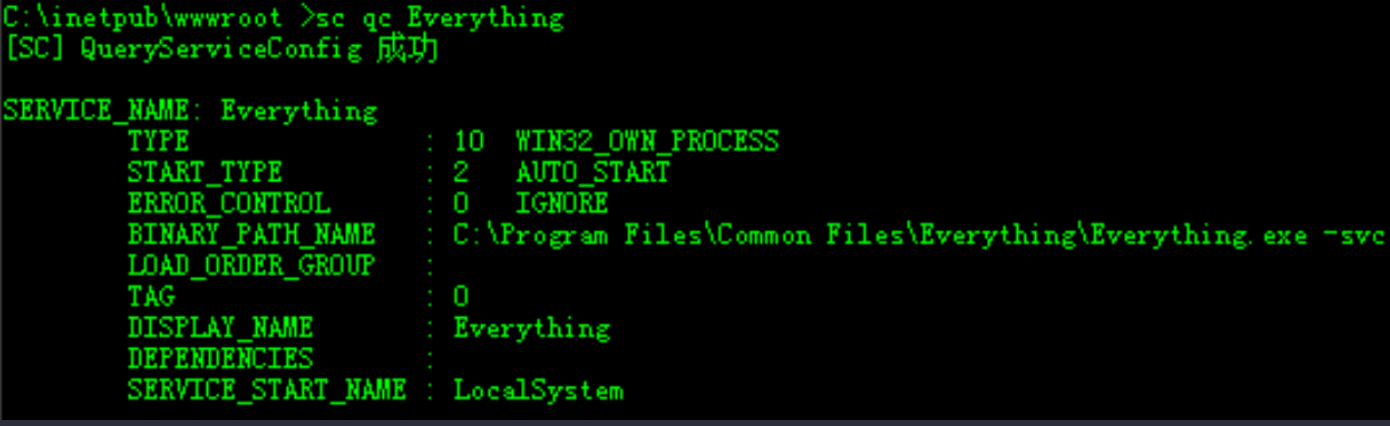 C:\inetpub\wwwroot >sc qc Everything
[SC] QueryServiceConfig 成功
SERVICE_NAME: Everything
TYPE : 10 WIN32_OWN_PROCESS
START_TYPE : 2 AUTO_START
ERROR_CONTROL : 0 IGNORE
BINARY_PATH_NAME : C:\Program Files\Common Files\Everything\Everything.exe -svc
LOAD_ORDER_GROUP :
TAG : 0
DISPLAY_NAME : Everything
DEPENDENCIES :
SERVICE_START_NAME : LocalSystem